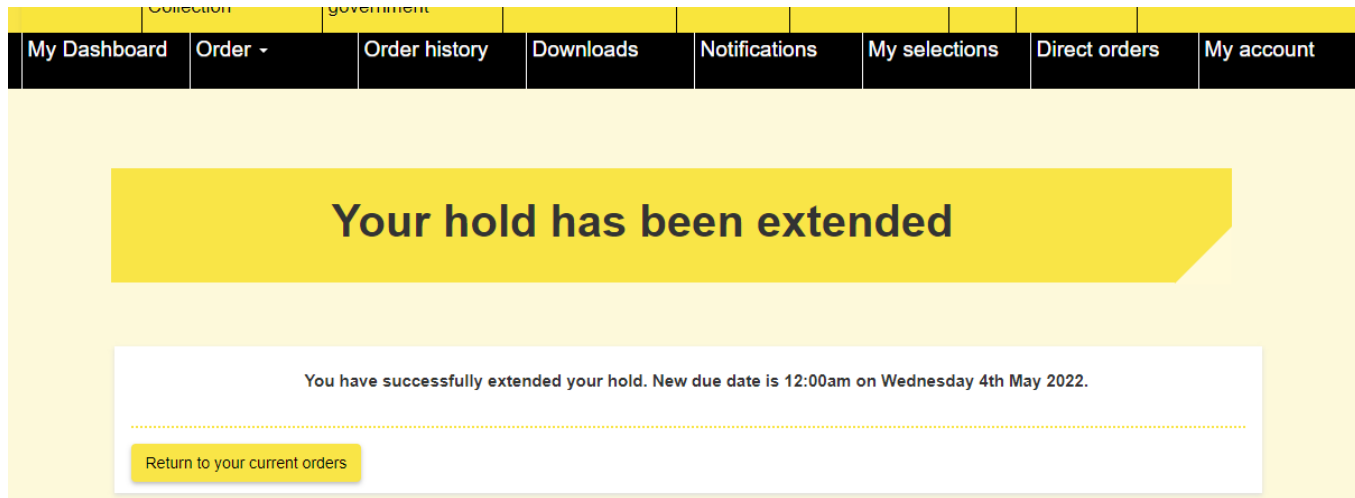 Collection government
My Dashboard Order Order history Downloads Notifications My selections Direct orders My account
Your hold has been extended
You have successfully extended your hold. New due date is 12:00am on Wednesday 4th May 2022.
Return to your current orders